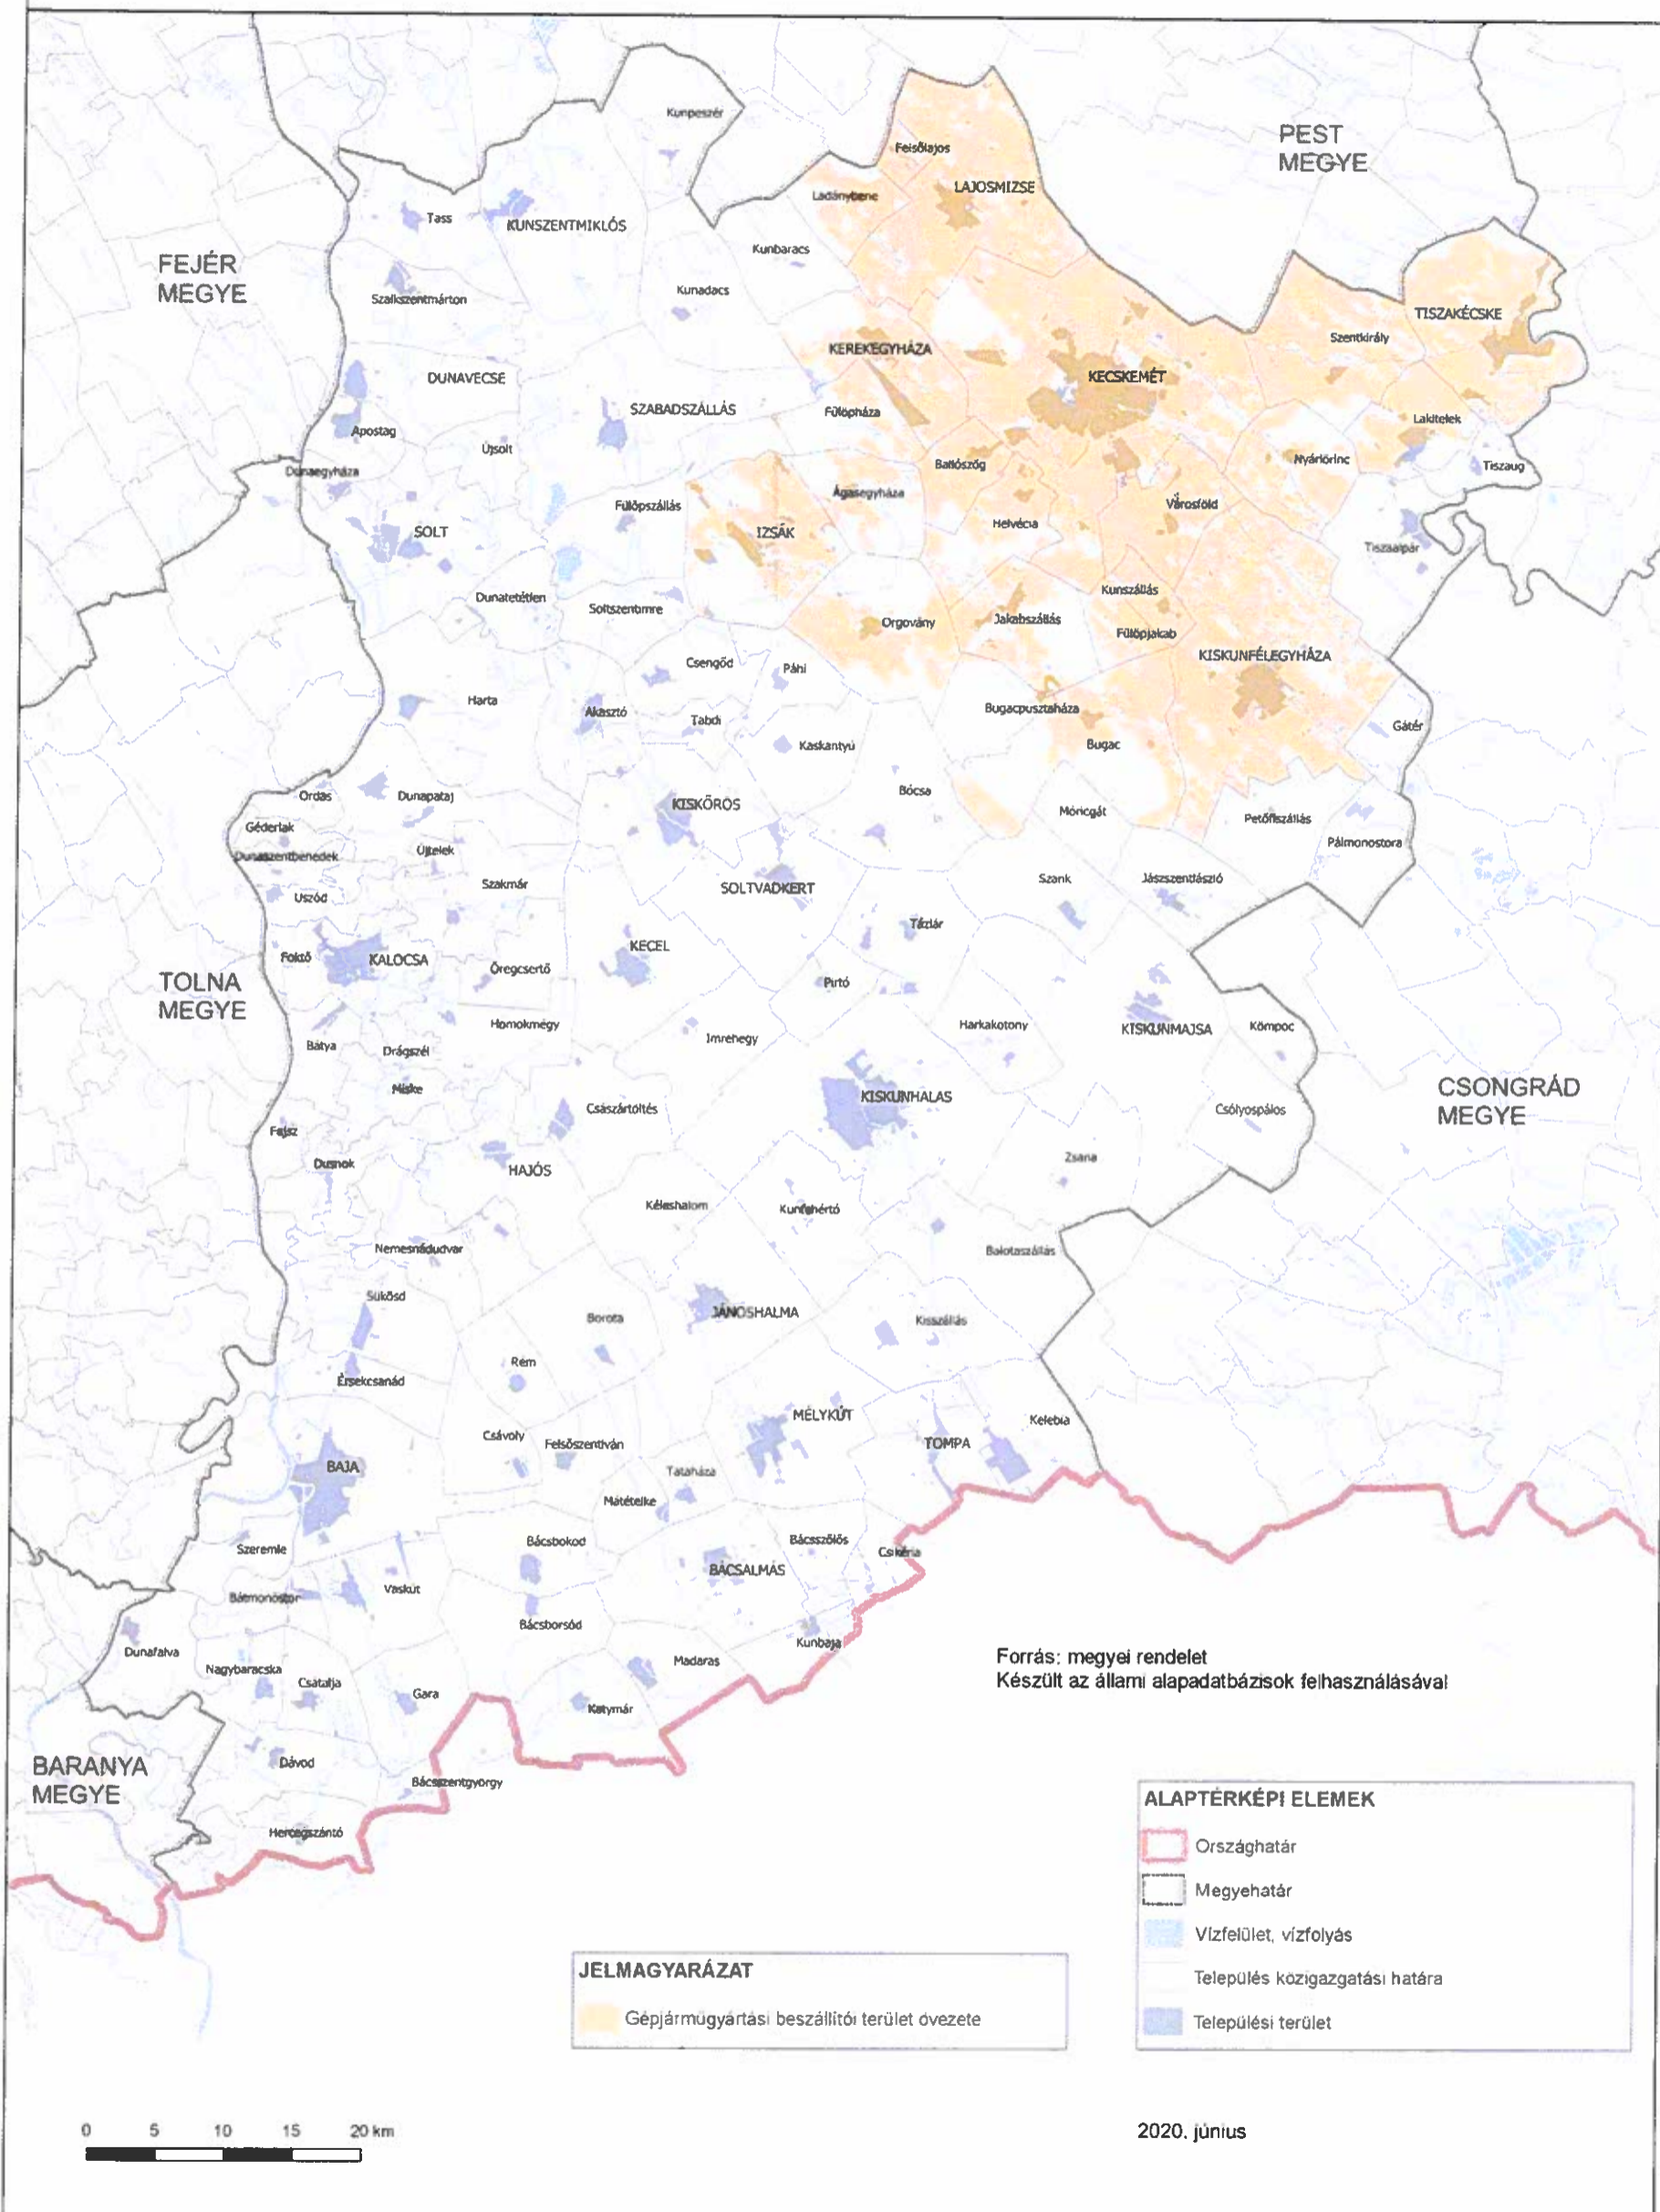 Kunpeszér
PEST
MEGYE
Felsőlajos
LAJOSMIZSE
Ladánybene
Tass
KUNSZENTMIKLÓS
Kunbaracs
FEJÉR
MEGYE
Kunadacs
Szalkszentmárton
TISZAKÉCSKE
Szentkirály
KEREKEGYHÁZA
KECSKEMÉT
DUNAVECSE
SZABADSZÁLLÁS
Fülöpháza
Lakitelek
Apostag
Újsolt
Ballószög
Nyárlőrinc
Tiszaug
Dunaegyháza
Ágasegyháza
Városföld
Fülöpszállás
Helvécia
SOLT
IZSÁK
Tiszaalpár
Kunszállás
Dunatetétlen
Soltszentimre
Jakabszállás
Orgovány
Fülöpjakab
KISKUNFÉLEGYHÁZA
Csengőd
Páhi
Harta
Akasztó
Tabdi
Bugacpusztaháza
Gátér
Kaskantyú
Bugac
Ordas
Dunapataj
Bócsa
KISKŐRÖS
Móricgát
Petőfiszállás
Géderlak
Pálmonostora
Dunaszentbenedek
Újtelek
Szakmár
SOLTVADKERT
Szank
Jászszentlászló
Uszód
Tázlár
KECEL
Foktő
KALOCSA
Öregcsertő
TOLNA
MEGYE
Pirtó
Homokmégy
Harkakötöny
KISKUNMAJSA
Kömpöc
Imrehegy
Bátya
Drágszél
Miske
CSONGRÁD
MEGYE
KISKUNHALAS
Császártöltés
Csólyospálos
Fajsz
Dusnok
HAJÓS
Zsana
Kéleshalom
Kunfehértó
Nemesnádudvar
Balotaszállás
Sükösd
JÁNOSHALMA
Borota
Kisszállás
Rém
Érsekcsanád
MÉLYKÚT
Kelebia
Csávoly
Felsőszentiván
TOMPA
BAJA
Tataháza
Mátételke
Bácsbokod
Bácsszőlős
Szeremle
Csikéria
BÁCSALMÁS
Vaskút
Bátmonostor
Bácsborsód
Kunbaja
Dunafalva
Madaras
Nagybaracska
Csátalja
Gara
Katymár
Forrás: megyei rendelet
Készült az állami alapadatbázisok felhasználásával
BARANYA
MEGYE
Dávod
Bácsszentgyörgy
Hercegszántó
ALAPTÉRKÉPI ELEMEK
Országhatár
Megyehatár
Vízfelület, vízfolyás
Település közigazgatási határa
Települési terület
JELMAGYARÁZAT
Gépjárműgyártási beszállítói terület övezete
0 5 10 15 20 km
2020. június